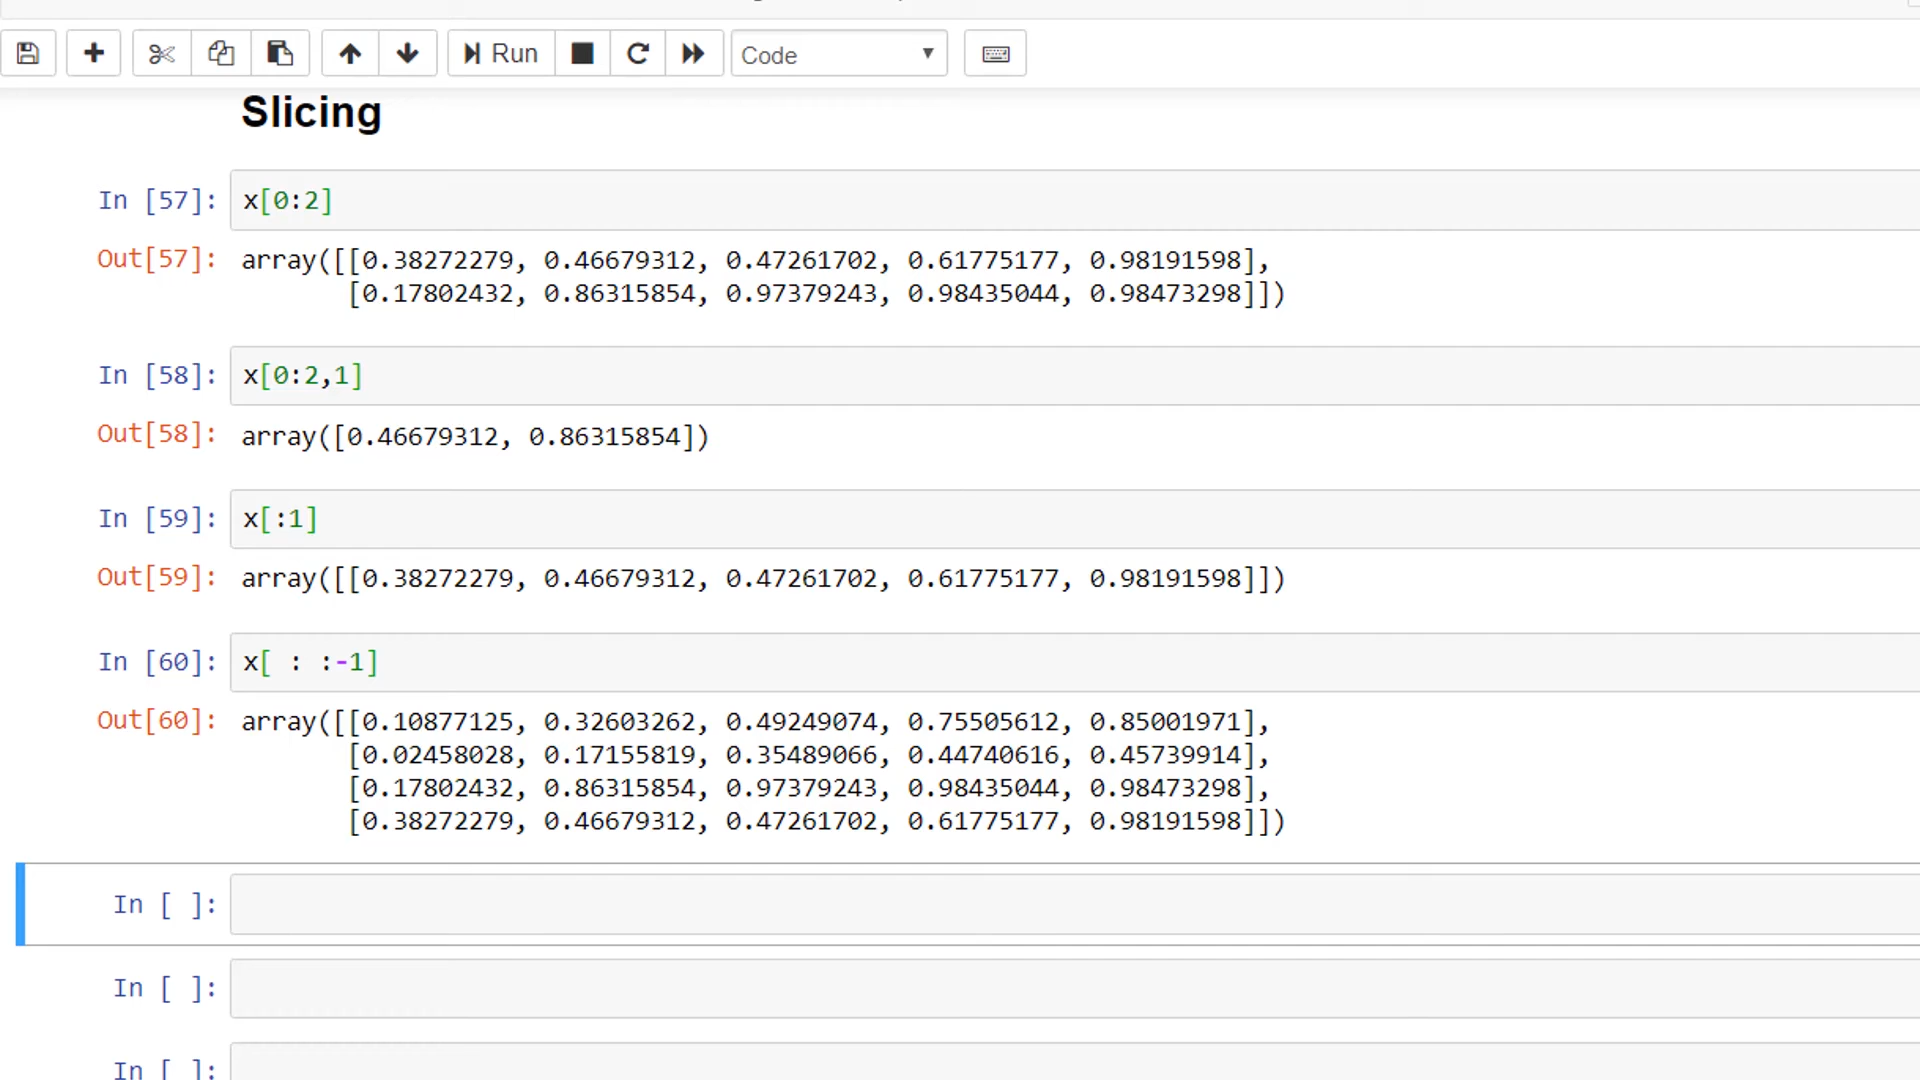 Run
Code
Slicing
In [57]: x[0:2]
Out[57]: array([[0.38272279, 0.46679312, 0.47261702, 0.61775177, 0.98191598],
[0.17802432, 0.86315854, 0.97379243, 0.98435044, 0.98473298]])
In [58]: x[0:2,1]
Out[58]: array([0.46679312, 0.86315854])
In [59]: x[:1]
Out[59]: array([[0.38272279, 0.46679312, 0.47261702, 0.61775177, 0.98191598]])
In [60]: x[ : :-1]
Out[60]: array([[0.10877125, 0.32603262, 0.49249074, 0.75505612, 0.85001971],
[0.02458028, 0.17155819, 0.35489066, 0.44740616, 0.45739914],
[0.17802432, 0.86315854, 0.97379243, 0.98435044, 0.98473298],
[0.38272279, 0.46679312, 0.47261702, 0.61775177, 0.98191598]])
In [ ]:
In [ ]:
In [ ]: